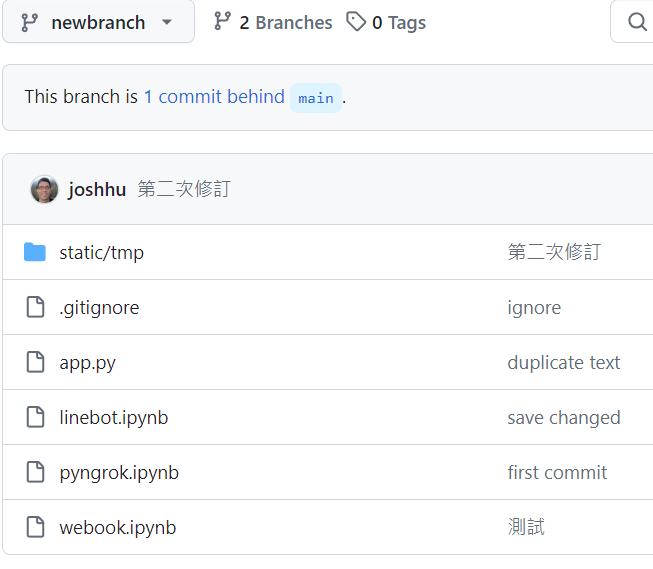 newbranch 2 Branches 0 Tags
This branch is 1 commit behind main.
joshhu 第二次修訂
static/tmp 第二次修訂
.gitignore ignore
app.py duplicate text
linebot.ipynb save changed
pyngrok.ipynb first commit
webook.ipynb 測試